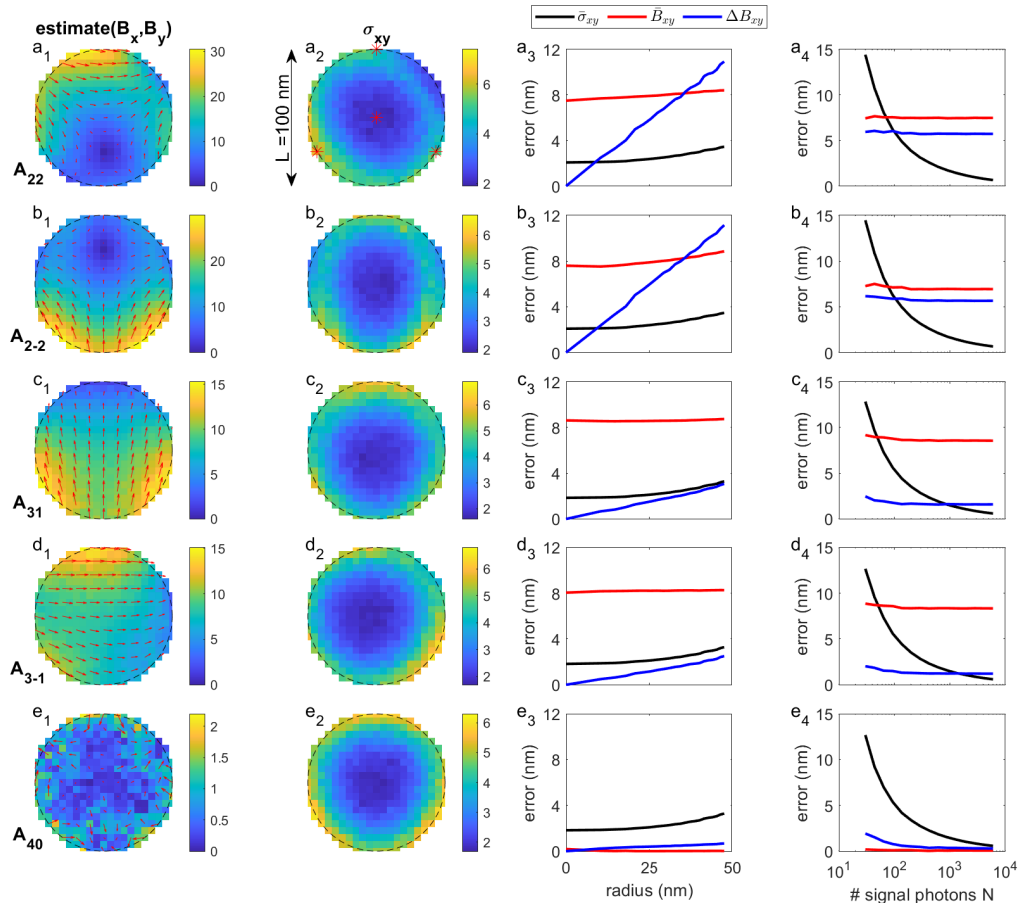 σ̄xy B̄xy ΔBxy
estimate(Bx,By) σxy
a1 a2 a3 a4
30 20 10 0
L =100 nm
7 6 5 4 3 2
error (nm) 12 8 4 0
error (nm) 15 10 5 0
A22
b1 b2 b3 b4
20 10 0
6 5 4 3 2
error (nm) 12 8 4 0
error (nm) 15 10 5 0
A2-2
c1 c2 c3 c4
15 10 5 0
6 5 4 3 2
error (nm) 12 8 4 0
error (nm) 15 10 5 0
A31
d1 d2 d3 d4
15 10 5 0
6 5 4 3 2
error (nm) 12 8 4 0
error (nm) 15 10 5 0
A3-1
e1 e2 e3 e4
2 1.5 1 0.5 0
6 5 4 3 2
error (nm) 12 8 4 0
error (nm) 15 10 5 0
A40
0 25 50
10¹ 10² 10³ 10⁴
radius (nm) # signal photons N